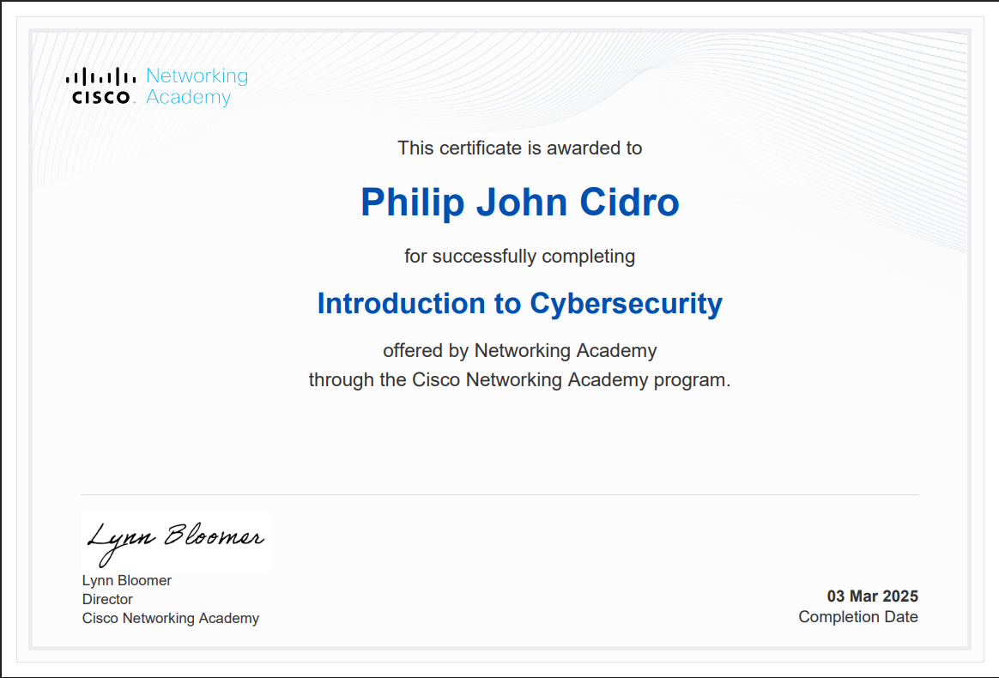 CISCO Networking Academy
This certificate is awarded to
Philip John Cidro
for successfully completing
Introduction to Cybersecurity
offered by Networking Academy
through the Cisco Networking Academy program.
Lynn Bloomer
Lynn Bloomer
Director
Cisco Networking Academy
03 Mar 2025
Completion Date